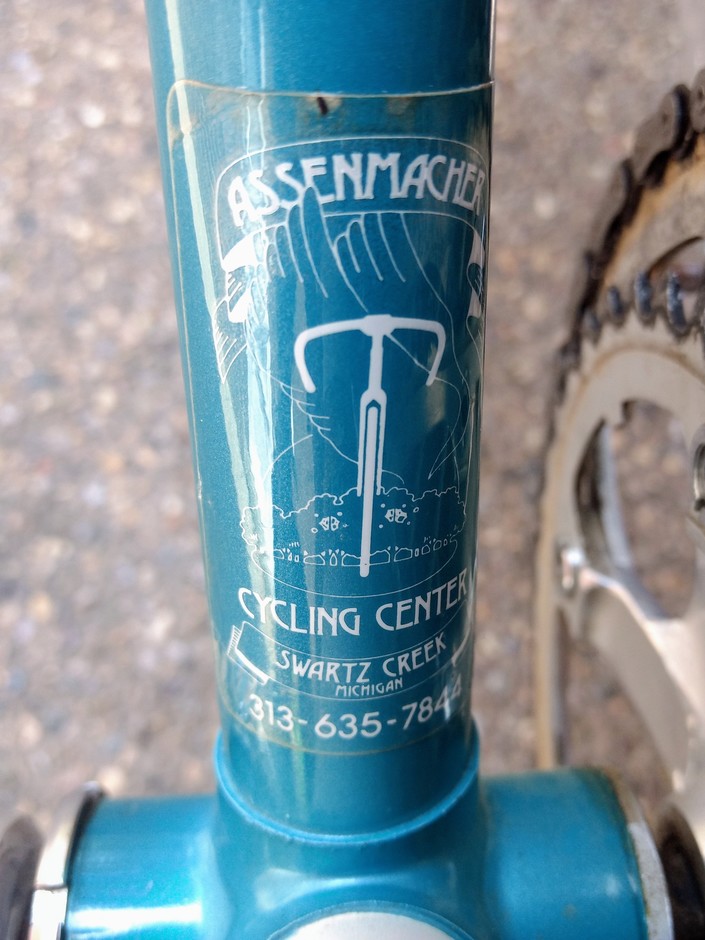 ASSENMACHER
CYCLING CENTER
SWARTZ CREEK
MICHIGAN
313-635-7844